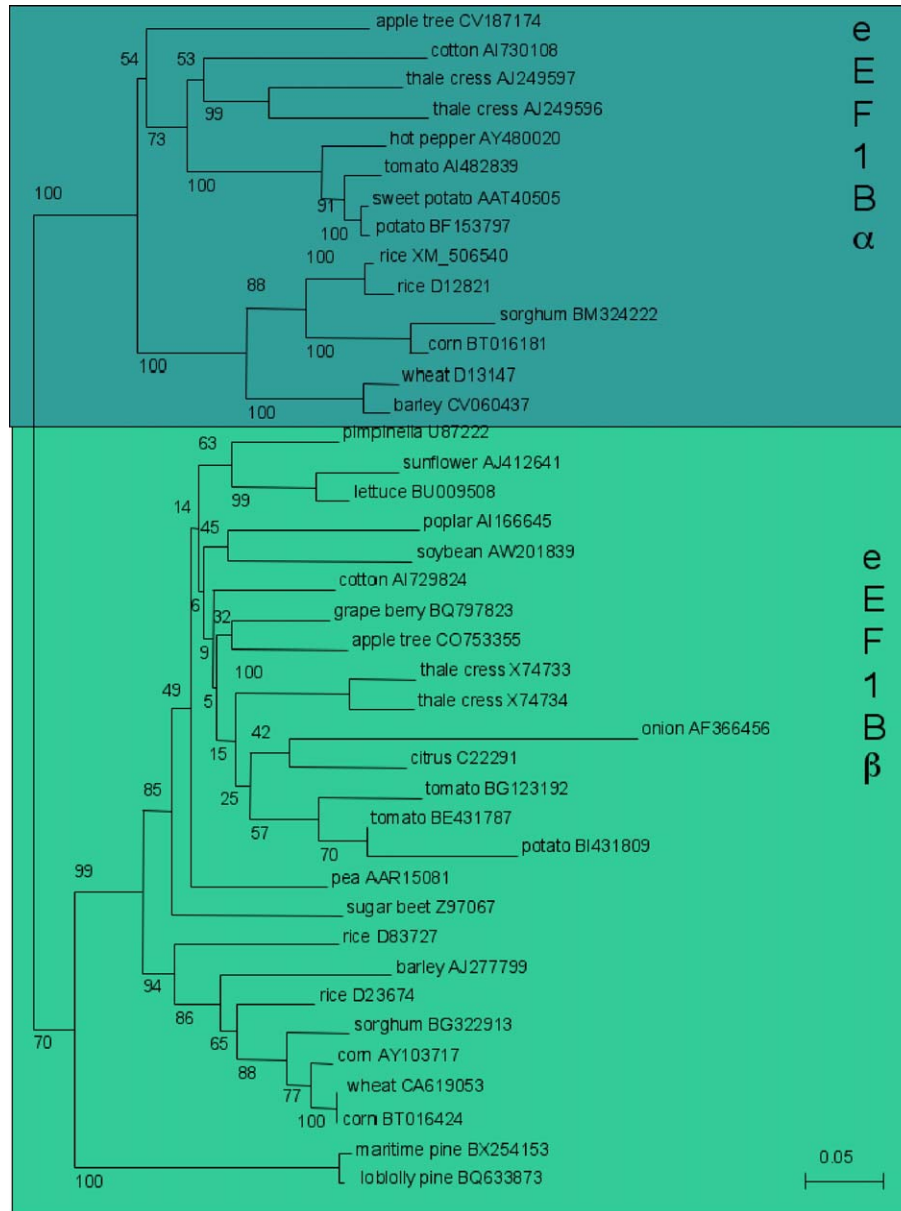 apple tree CV187174
54
53
cotton AI730108
thale cress AJ249597
99
thale cress AJ249596
73
hot pepper AY480020
tomato AI482839
100
100
sweet potato AAT40505
91
potato BF153797
100
100
rice XM_506540
88
rice D12821
sorghum BM324222
100
corn BT016181
100
wheat D13147
100
barley CV060437
e
E
F
1
B
α
pimpinella U87222
63
sunflower AJ412641
99
lettuce BU009508
14
45
poplar AI166645
soybean AW201839
cotton AI729824
6
32
grape berry BQ797823
9
apple tree CO753355
100
thale cress X74733
49
5
thale cress X74734
onion AF366456
42
15
citrus C22291
85
25
tomato BG123192
57
tomato BE431787
70
potato BI431809
99
pea AAR15081
sugar beet Z97067
rice D83727
94
barley AJ277799
86
rice D23674
65
sorghum BG322913
70
88
corn AY103717
77
wheat CA619053
100
corn BT016424
maritime pine BX254153
100
loblolly pine BQ633873
e
E
F
1
B
β
0.05